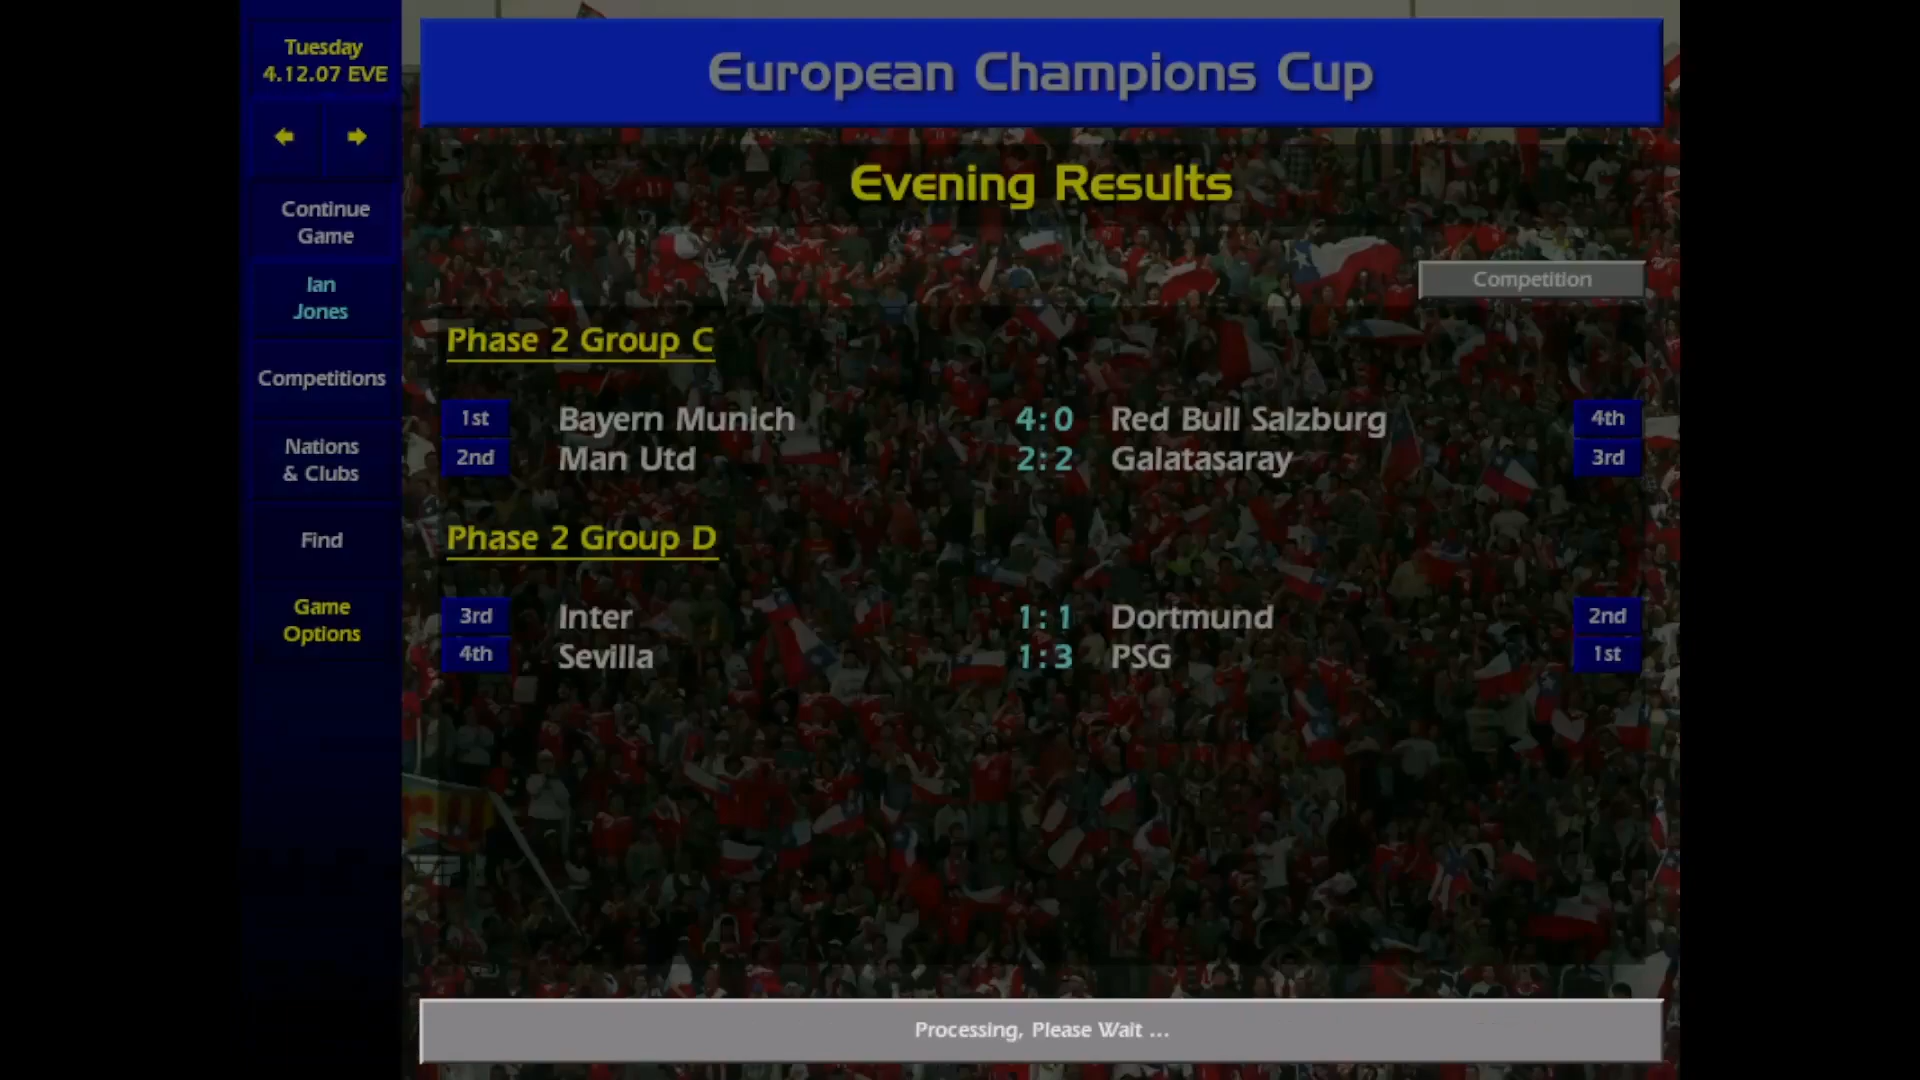 Tuesday
4.12.07 EVE
Continue
Game
Ian
Jones
Competitions
Nations
& Clubs
Find
Game
Options
European Champions Cup
Evening Results
Competition
Phase 2 Group C
1st Bayern Munich 4:0 Red Bull Salzburg 4th
2nd Man Utd 2:2 Galatasaray 3rd
Phase 2 Group D
3rd Inter 1:1 Dortmund 2nd
4th Sevilla 1:3 PSG 1st
Processing, Please Wait ...